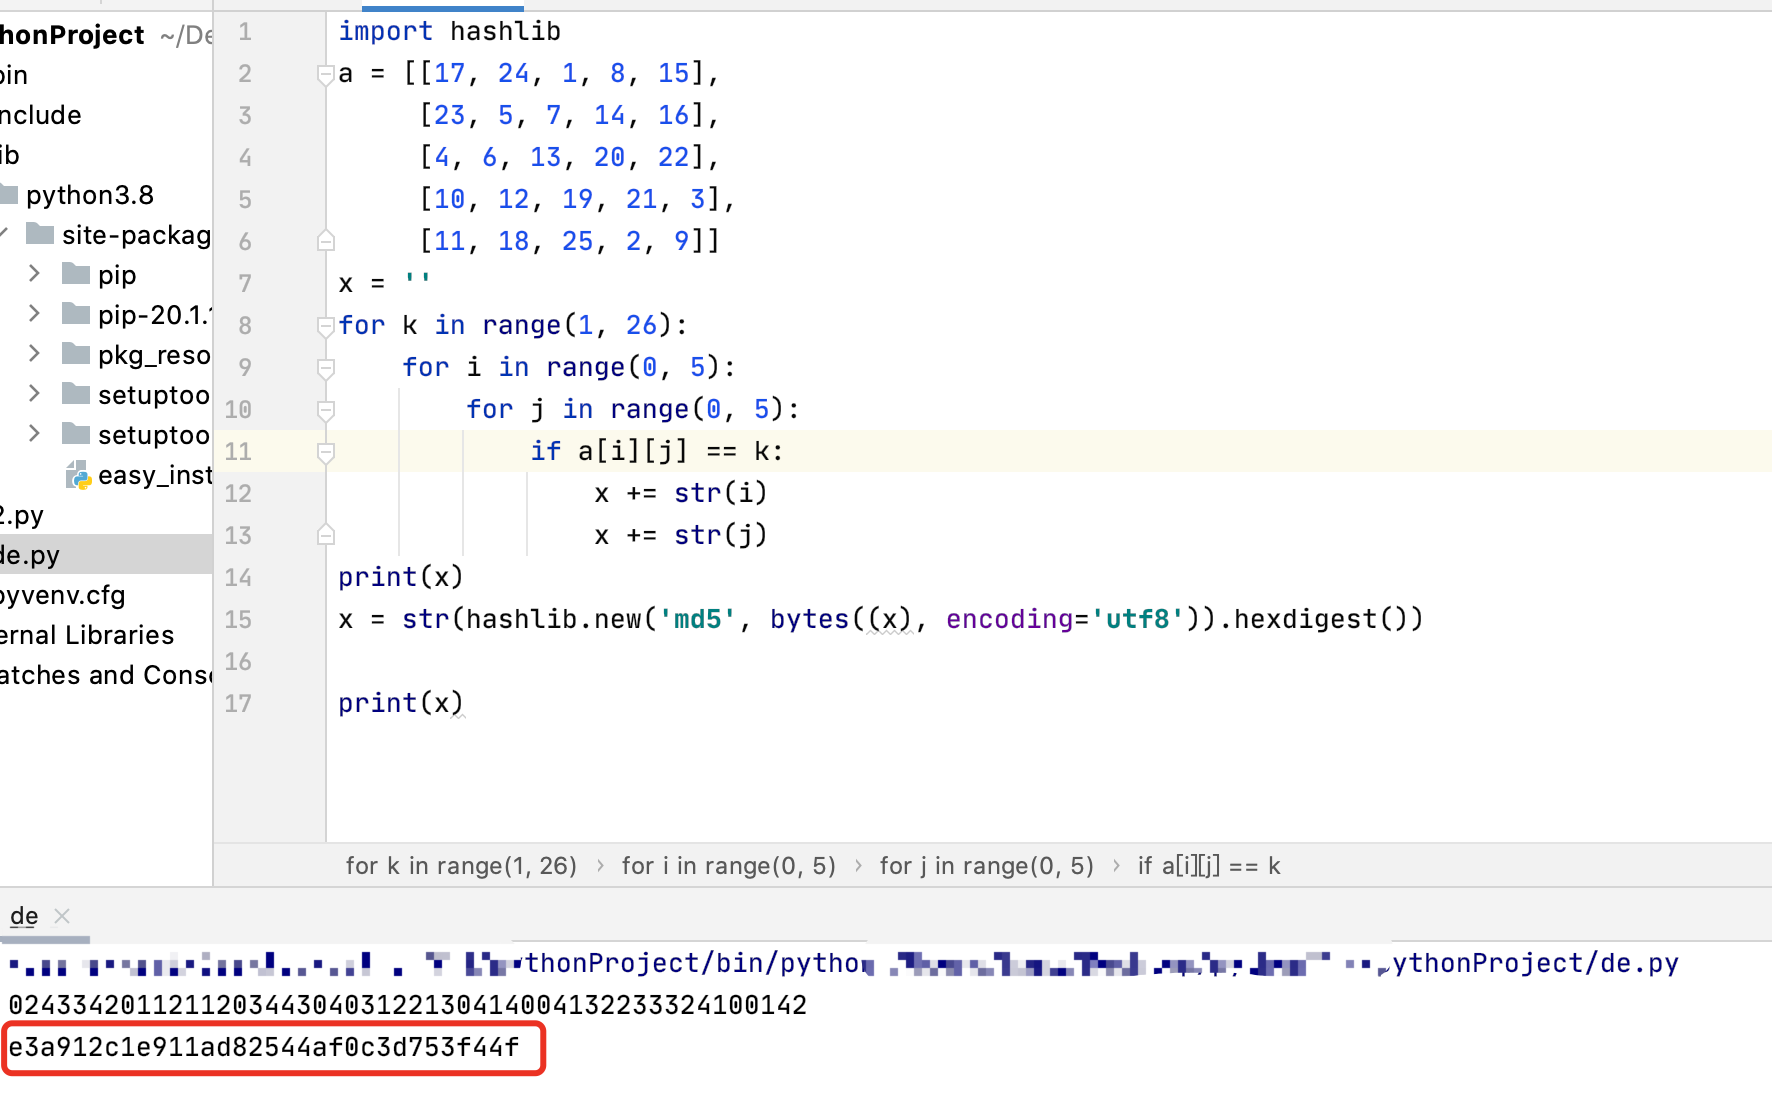 honProject ~/De
bin
nclude
ib
python3.8
site-packag
pip
pip-20.1.1
pkg_reso
setuptoo
setuptoo
easy_inst
2.py
de.py
pyvenv.cfg
ernal Libraries
atches and Conso
1 import hashlib
2 a = [[17, 24, 1, 8, 15],
3 [23, 5, 7, 14, 16],
4 [4, 6, 13, 20, 22],
5 [10, 12, 19, 21, 3],
6 [11, 18, 25, 2, 9]]
7 x = ''
8 for k in range(1, 26):
9 for i in range(0, 5):
10 for j in range(0, 5):
11 if a[i][j] == k:
12 x += str(i)
13 x += str(j)
14 print(x)
15 x = str(hashlib.new('md5', bytes((x), encoding='utf8')).hexdigest())
16
17 print(x)
for k in range(1, 26) › for i in range(0, 5) › for j in range(0, 5) › if a[i][j] == k
de
thonProject/bin/python ythonProject/de.py
02433420112112034430403122130414004132233324100142
e3a912c1e911ad82544af0c3d753f44f